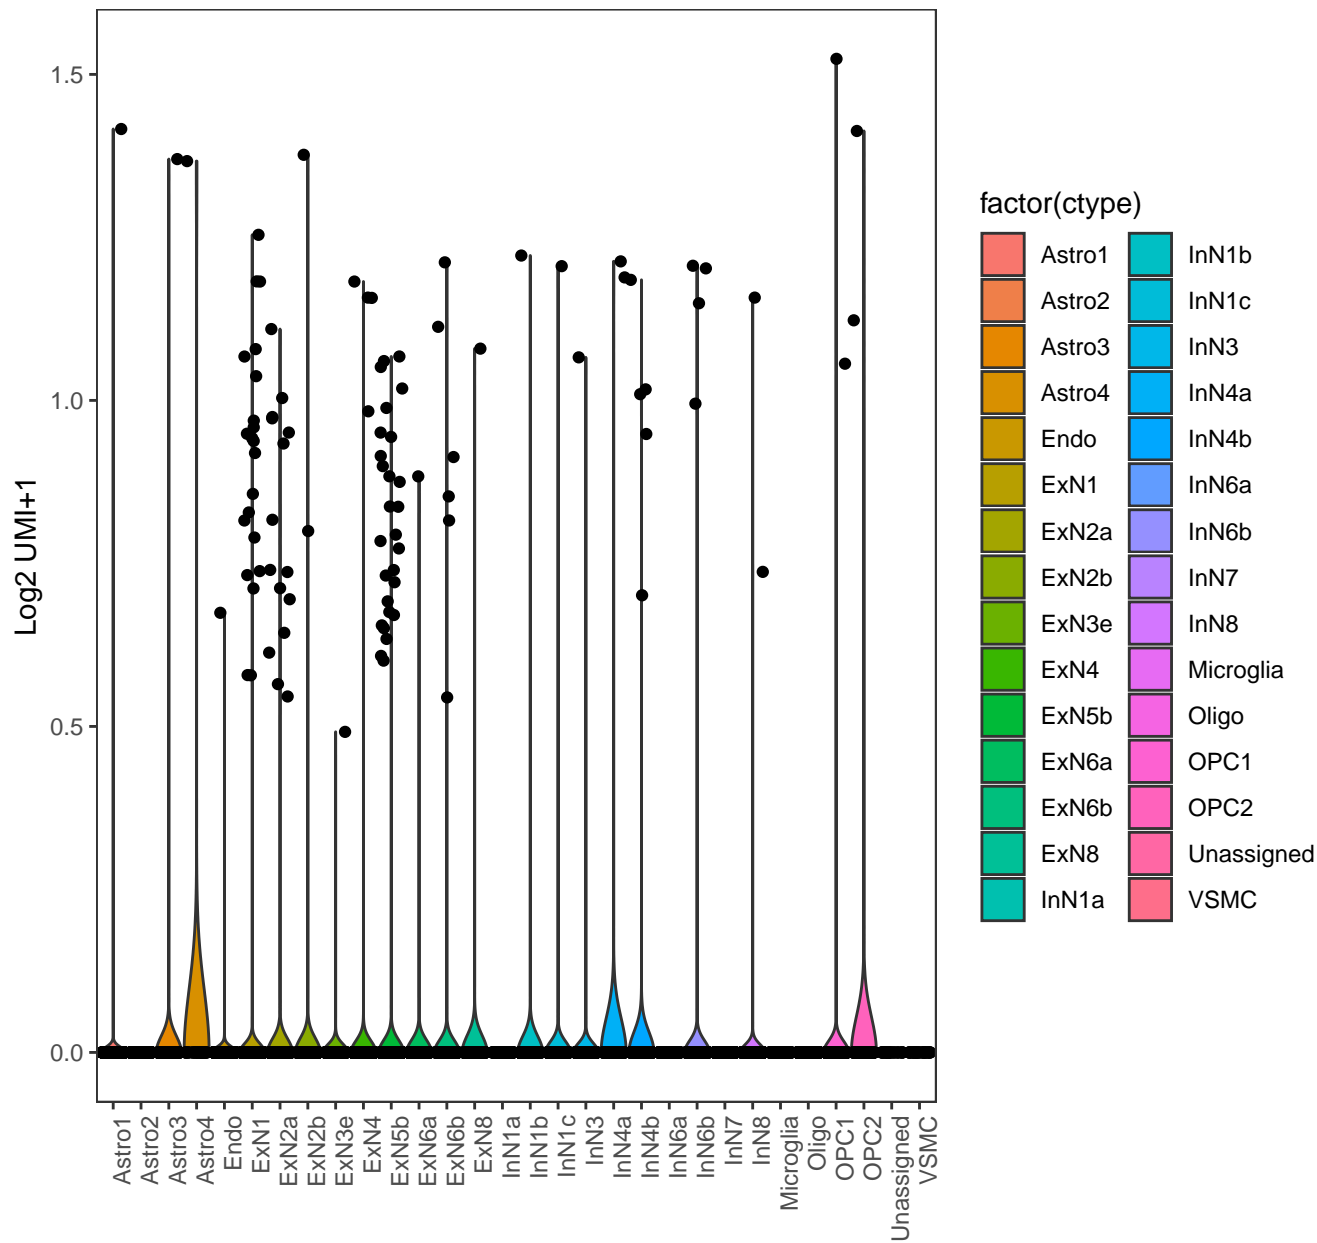 1.5
1.0
0.5
0.0
Log2 UMI+1
Astro1
Astro2
Astro3
Astro4
Endo
ExN1
ExN2a
ExN2b
ExN3e
ExN4
ExN5b
ExN6a
ExN6b
ExN8
InN1a
InN1b
InN1c
InN3
InN4a
InN4b
InN6a
InN6b
InN7
InN8
Microglia
Oligo
OPC1
OPC2
Unassigned
VSMC
factor(ctype)
Astro1
Astro2
Astro3
Astro4
Endo
ExN1
ExN2a
ExN2b
ExN3e
ExN4
ExN5b
ExN6a
ExN6b
ExN8
InN1a
InN1b
InN1c
InN3
InN4a
InN4b
InN6a
InN6b
InN7
InN8
Microglia
Oligo
OPC1
OPC2
Unassigned
VSMC